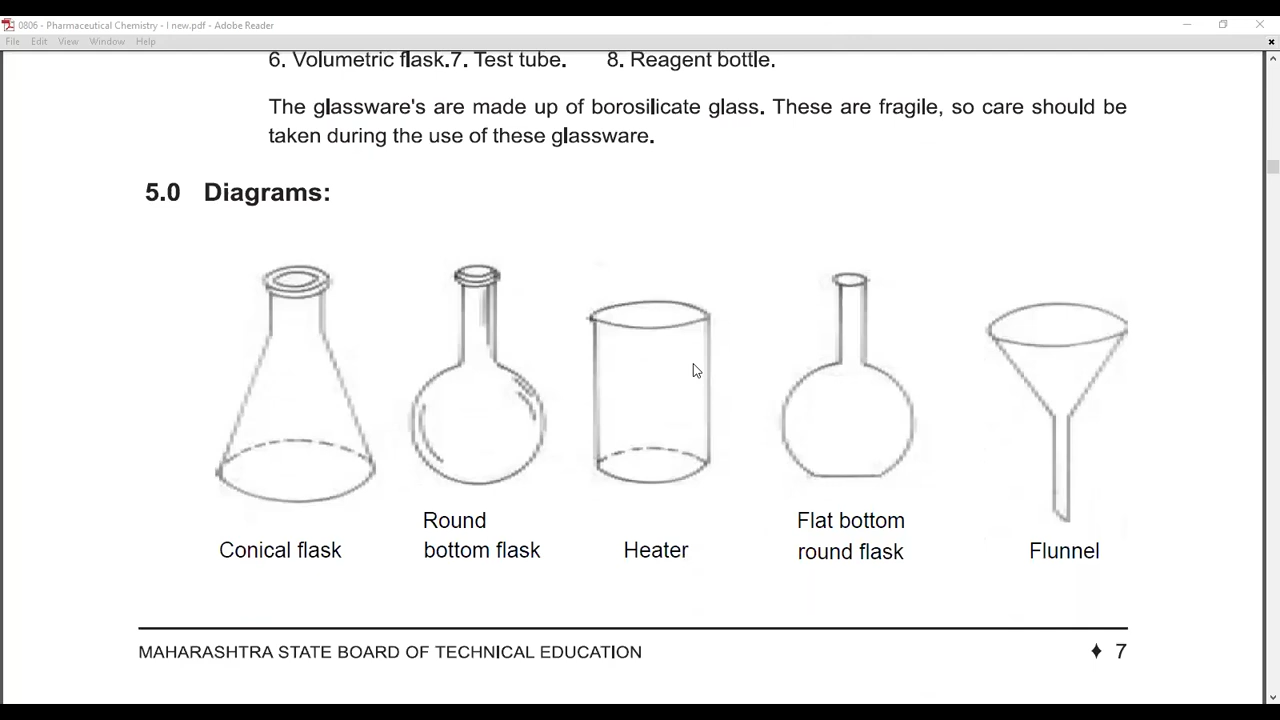 0806 - Pharmaceutical Chemistry - I new.pdf - Adobe Reader
File Edit View Window Help
6. Volumetric flask.7. Test tube. 8. Reagent bottle.
The glassware's are made up of borosilicate glass. These are fragile, so care should be
taken during the use of these glassware.
5.0 Diagrams:
Conical flask
Round
bottom flask
Heater
Flat bottom
round flask
Flunnel
MAHARASHTRA STATE BOARD OF TECHNICAL EDUCATION ♦ 7